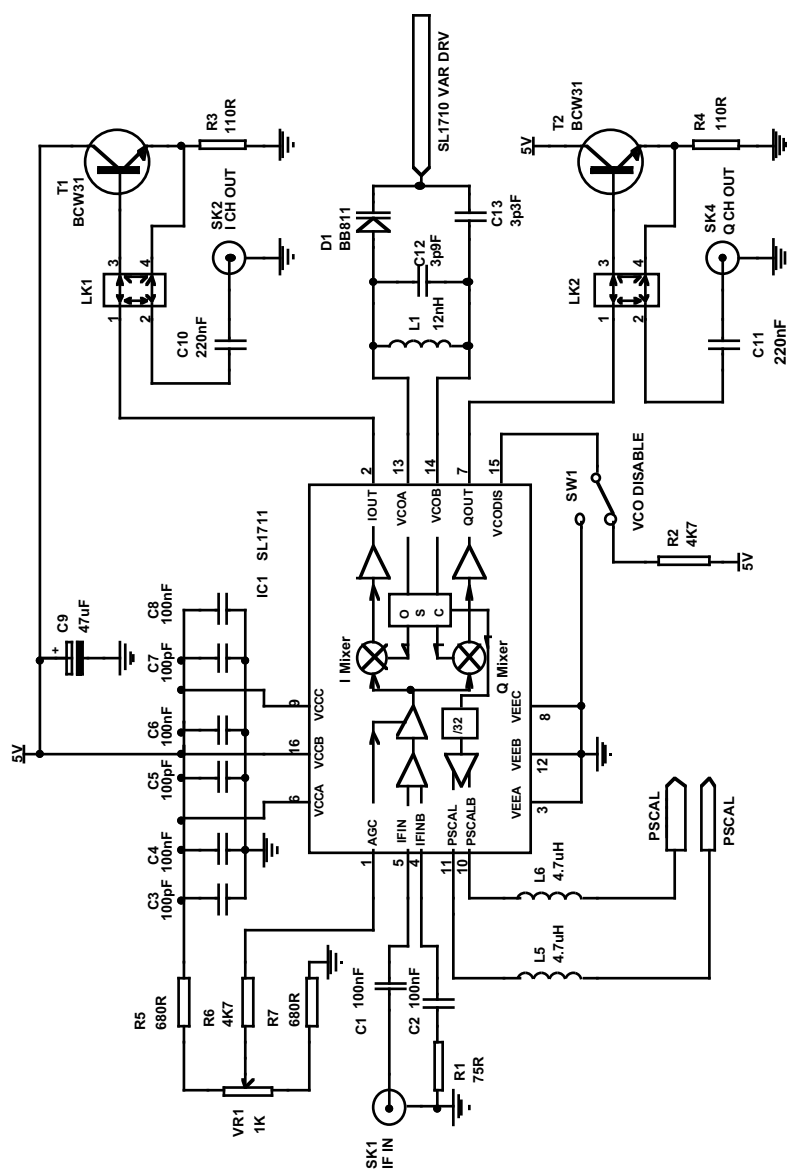 5V
C9
47uF
+
T1
BCW31
R3
110R
LK1
1
3
2
4
SK2
I CH OUT
C10
220nF
C3
100pF
C4
100nF
C5
100pF
C6
100nF
C7
100pF
C8
100nF
IC1 SL1711
6
16
9
VCCA
VCCB
VCCC
R5
680R
R6
4K7
R7
680R
VR1
1K
SK1
IF IN
C1 100nF
C2 100nF
R1
75R
1
5
4
11
10
AGC
IFIN
IFINB
PSCAL
PSCALB
I Mixer
O S C
/32
Q Mixer
IOUT
VCOA
VCOB
QOUT
VCODIS
2
13
14
7
15
VEEA
VEEB
VEEC
3
12
8
L1
12nH
C12
3p9F
D1
BB811
C13
3p3F
SL1710 VAR DRV
5V
T2
BCW31
R4
110R
LK2
1
3
2
4
SK4
Q CH OUT
C11
220nF
SW1
VCO DISABLE
R2
4K7
5V
L6
4.7uH
L5
4.7uH
PSCAL
PSCAL